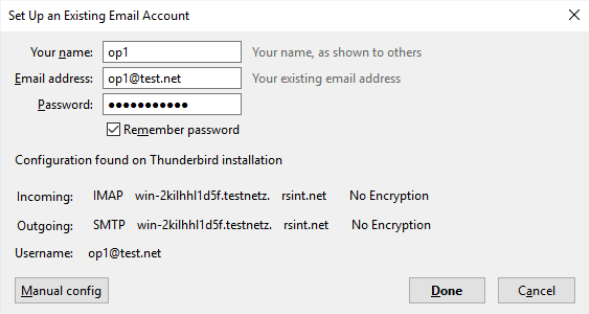 Set Up an Existing Email Account
Your name: op1 Your name, as shown to others
Email address: op1@test.net Your existing email address
Password: ●●●●●●●●●●●
Remember password
Configuration found on Thunderbird installation
Incoming: IMAP win-2kilhhl1d5f.testnetz. rsint.net No Encryption
Outgoing: SMTP win-2kilhhl1d5f.testnetz. rsint.net No Encryption
Username: op1@test.net
Manual config Done Cancel